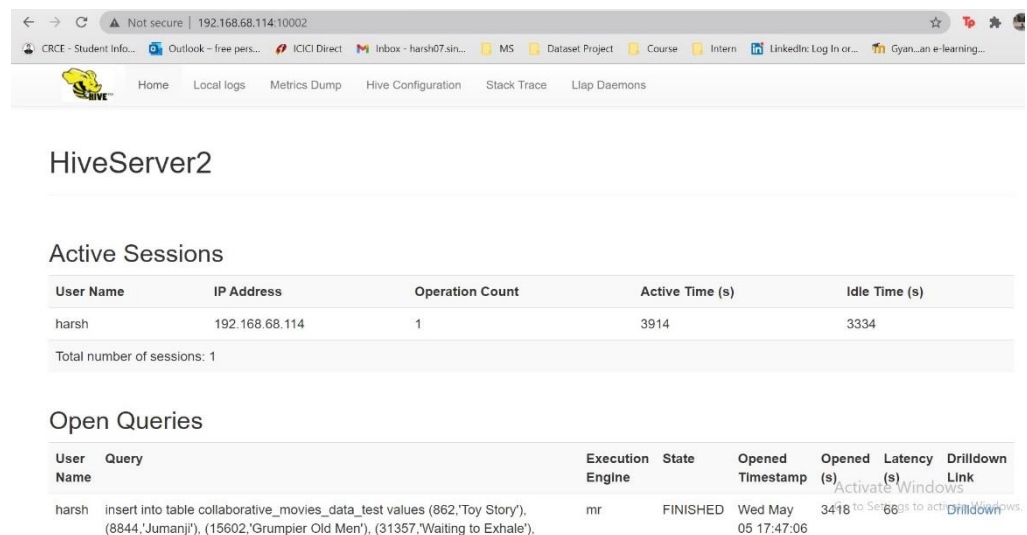 Not secure | 192.168.68.114:10002
CRCE - Student Info... Outlook – free pers... ICICI Direct Inbox - harsh07.sin... MS Dataset Project Course Intern LinkedIn: Log In or... Gyan...an e-learning...
HIVE Home Local logs Metrics Dump Hive Configuration Stack Trace Llap Daemons
HiveServer2
Active Sessions
User Name IP Address Operation Count Active Time (s) Idle Time (s)
harsh 192.168.68.114 1 3914 3334
Total number of sessions: 1
Open Queries
User Name Query Execution Engine State Opened Timestamp Opened (s) Latency (s) Drilldown Link
harsh insert into table collaborative_movies_data_test values (862,'Toy Story'), mr FINISHED Wed May 3418 66 Drilldown
(8844,'Jumanji'), (15602,'Grumpier Old Men'), (31357,'Waiting to Exhale'), 05 17:47:06
Activate Windows
to Settings to activate Windows.